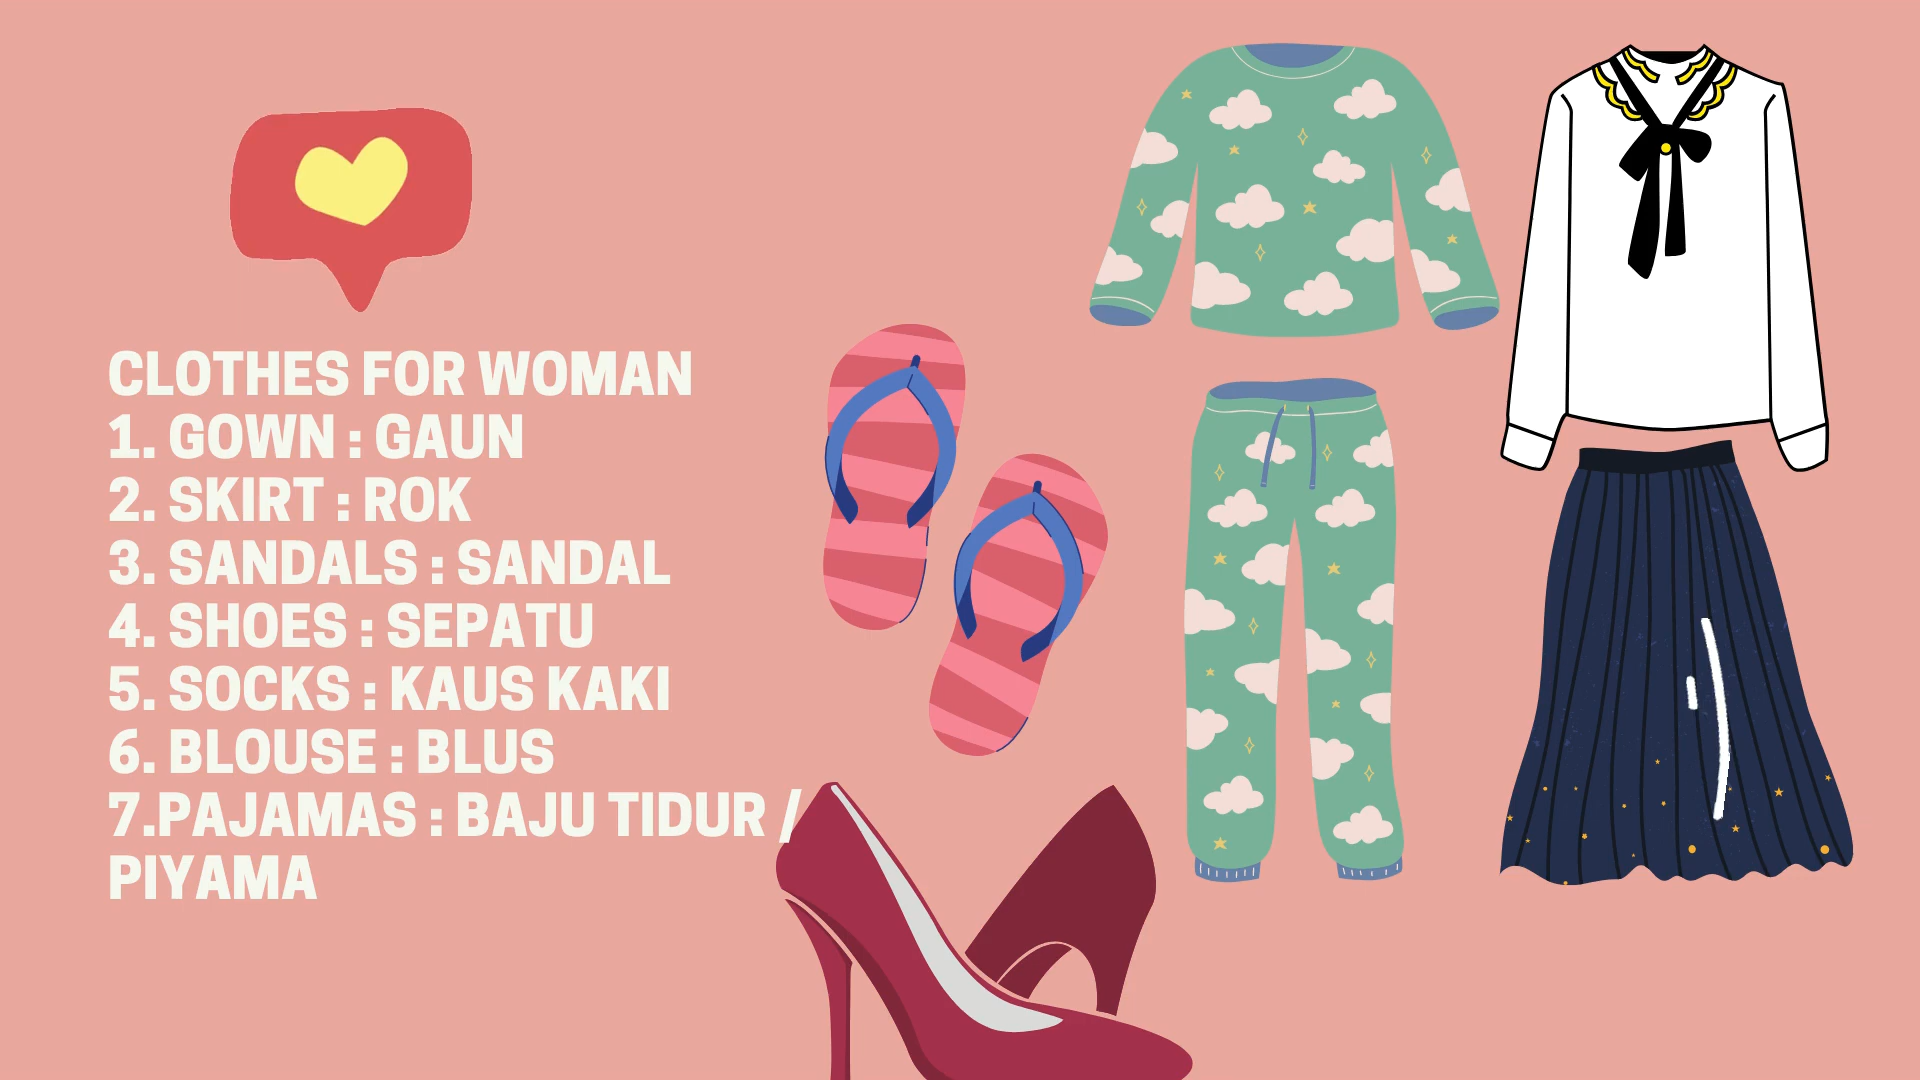 CLOTHES FOR WOMAN
1. GOWN : GAUN
2. SKIRT : ROK
3. SANDALS : SANDAL
4. SHOES : SEPATU
5. SOCKS : KAUS KAKI
6. BLOUSE : BLUS
7.PAJAMAS : BAJU TIDUR /
PIYAMA